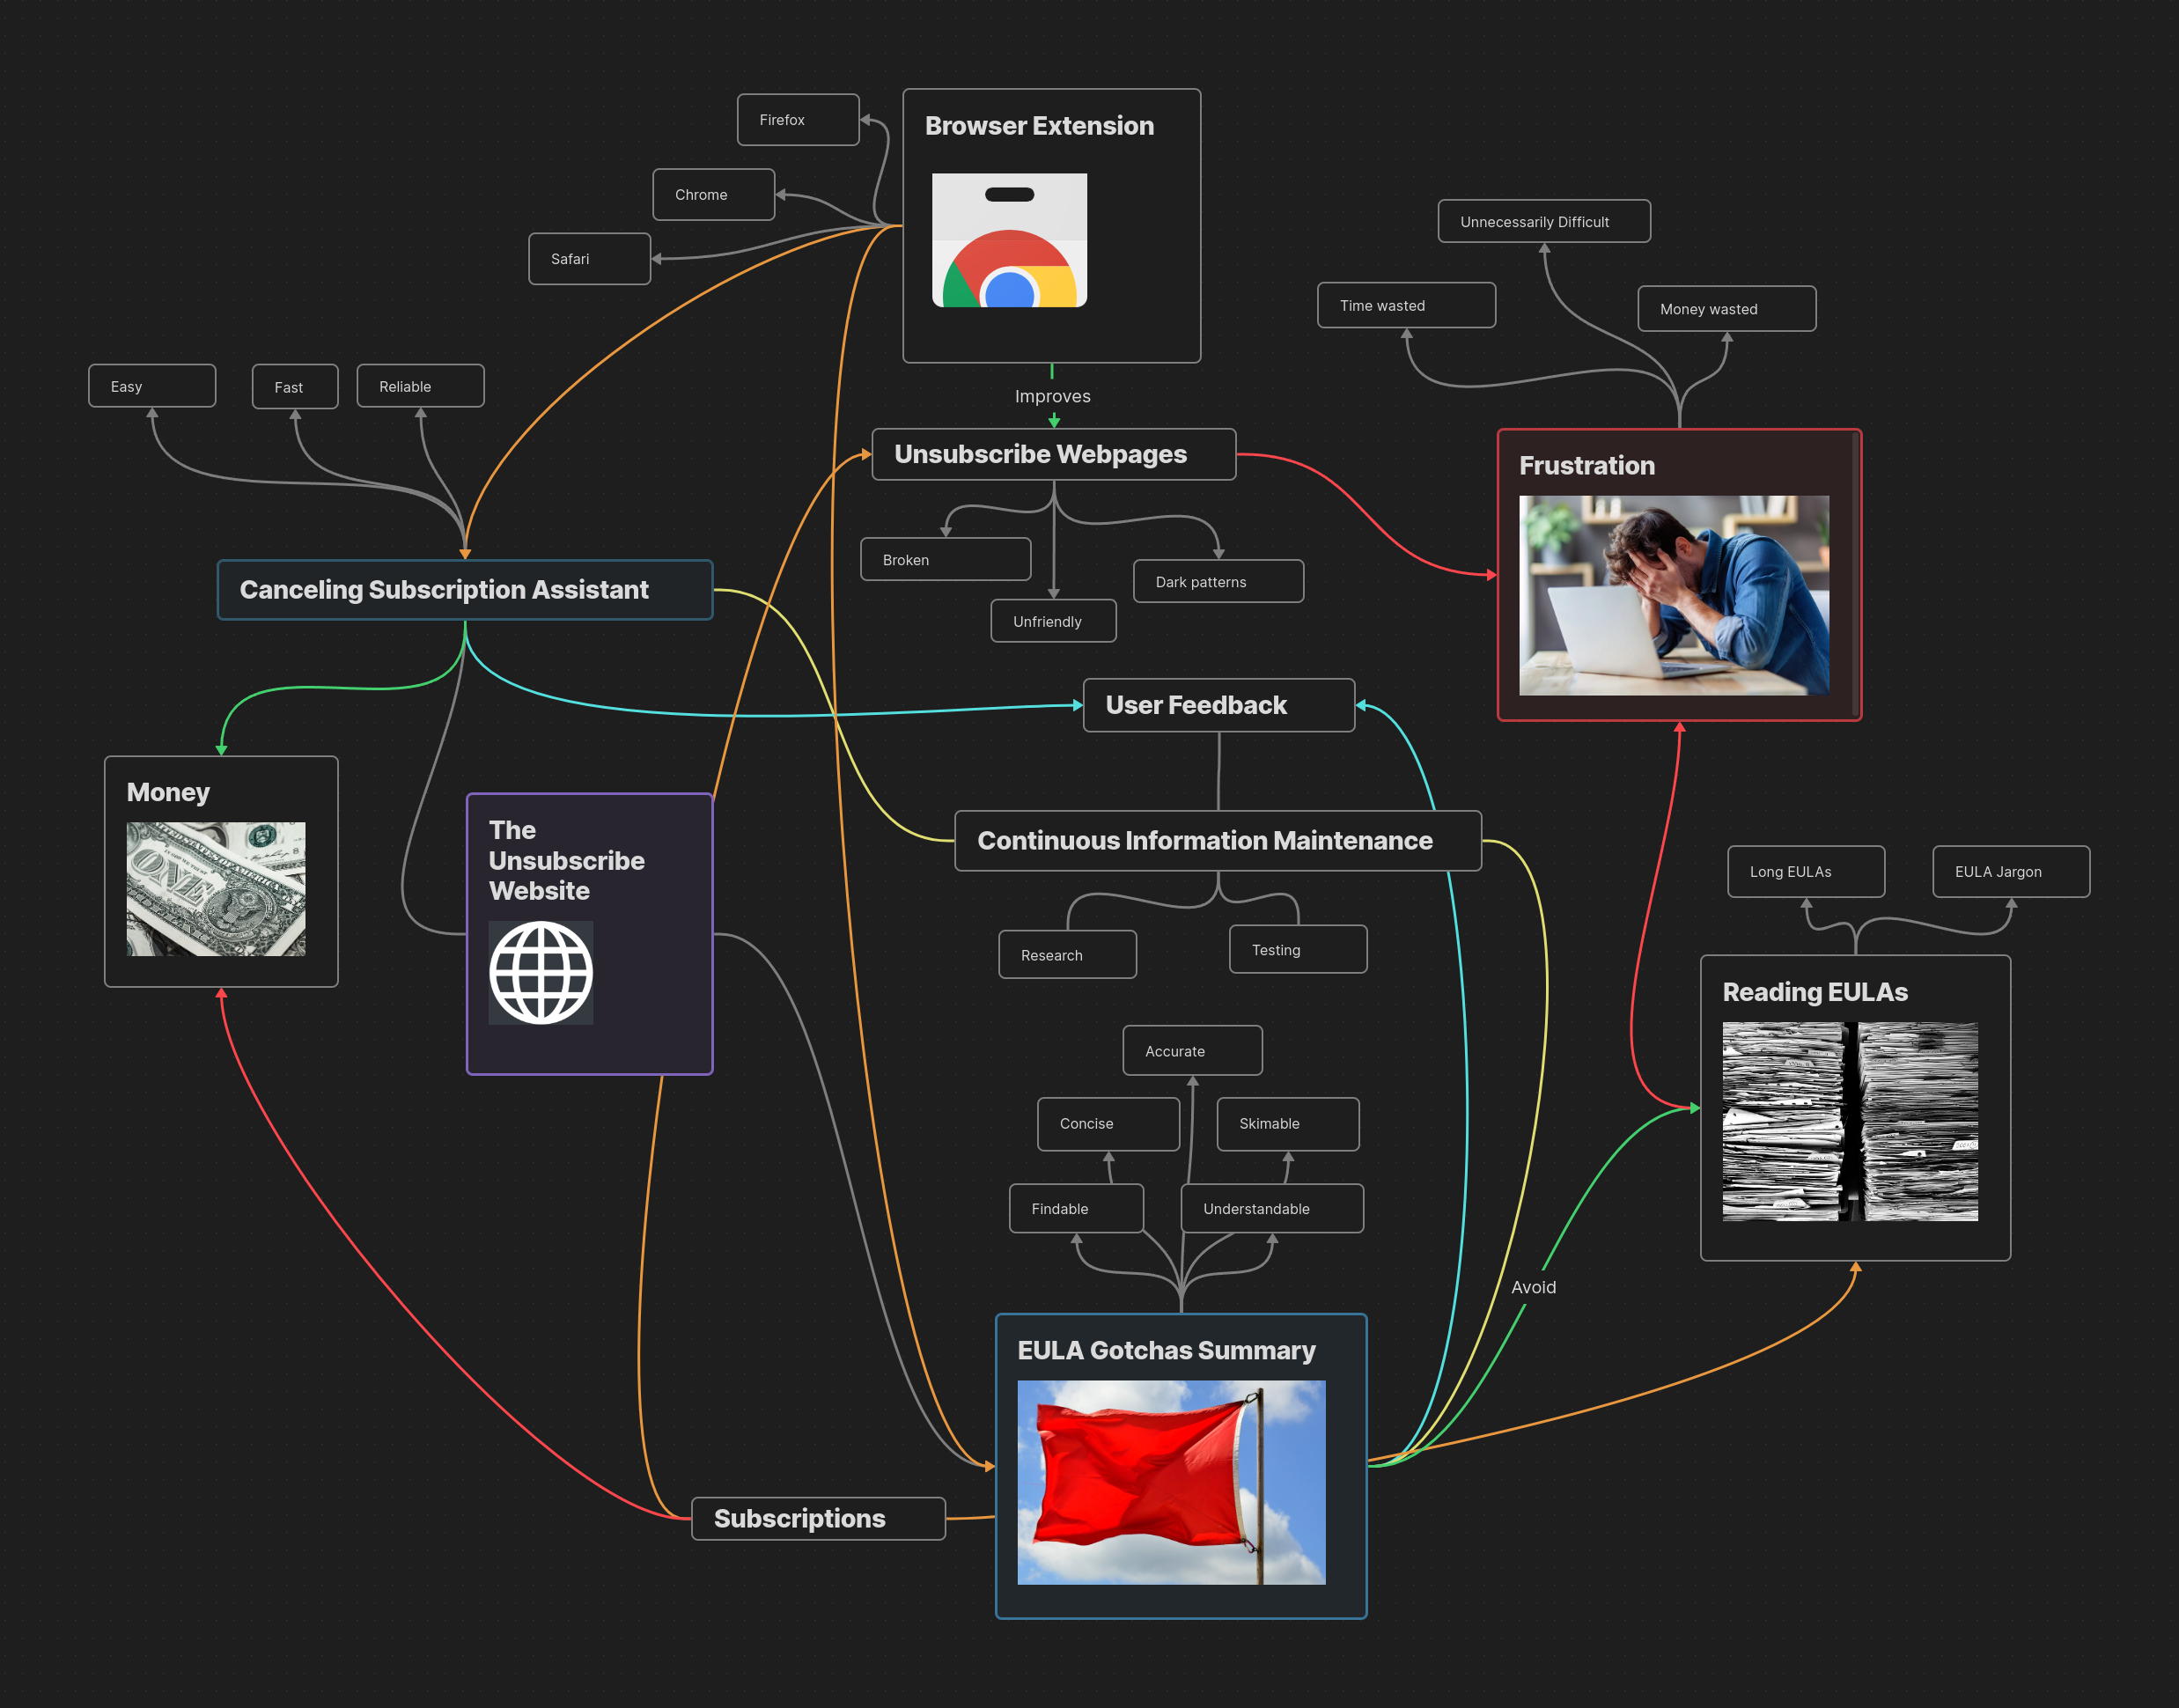 Firefox
Browser Extension
Chrome
Safari
Unnecessarily Difficult
Time wasted
Money wasted
Easy
Fast
Reliable
Improves
Unsubscribe Webpages
Frustration
Broken
Dark patterns
Unfriendly
Canceling Subscription Assistant
User Feedback
Money
ONE
The
Unsubscribe
Website
Continuous Information Maintenance
Research
Testing
Long EULAs
EULA Jargon
Reading EULAs
Accurate
Concise
Skimable
Findable
Understandable
Avoid
EULA Gotchas Summary
Subscriptions